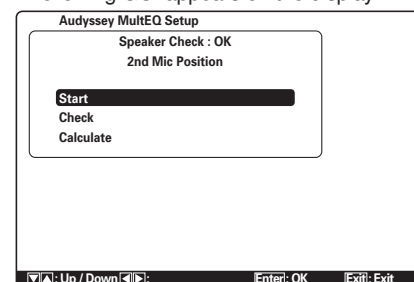 Audyssey MultEQ Setup
Speaker Check : OK
2nd Mic Position
Start
Check
Calculate
▼▲: Up / Down ◀▶: Enter: OK Exit: Exit